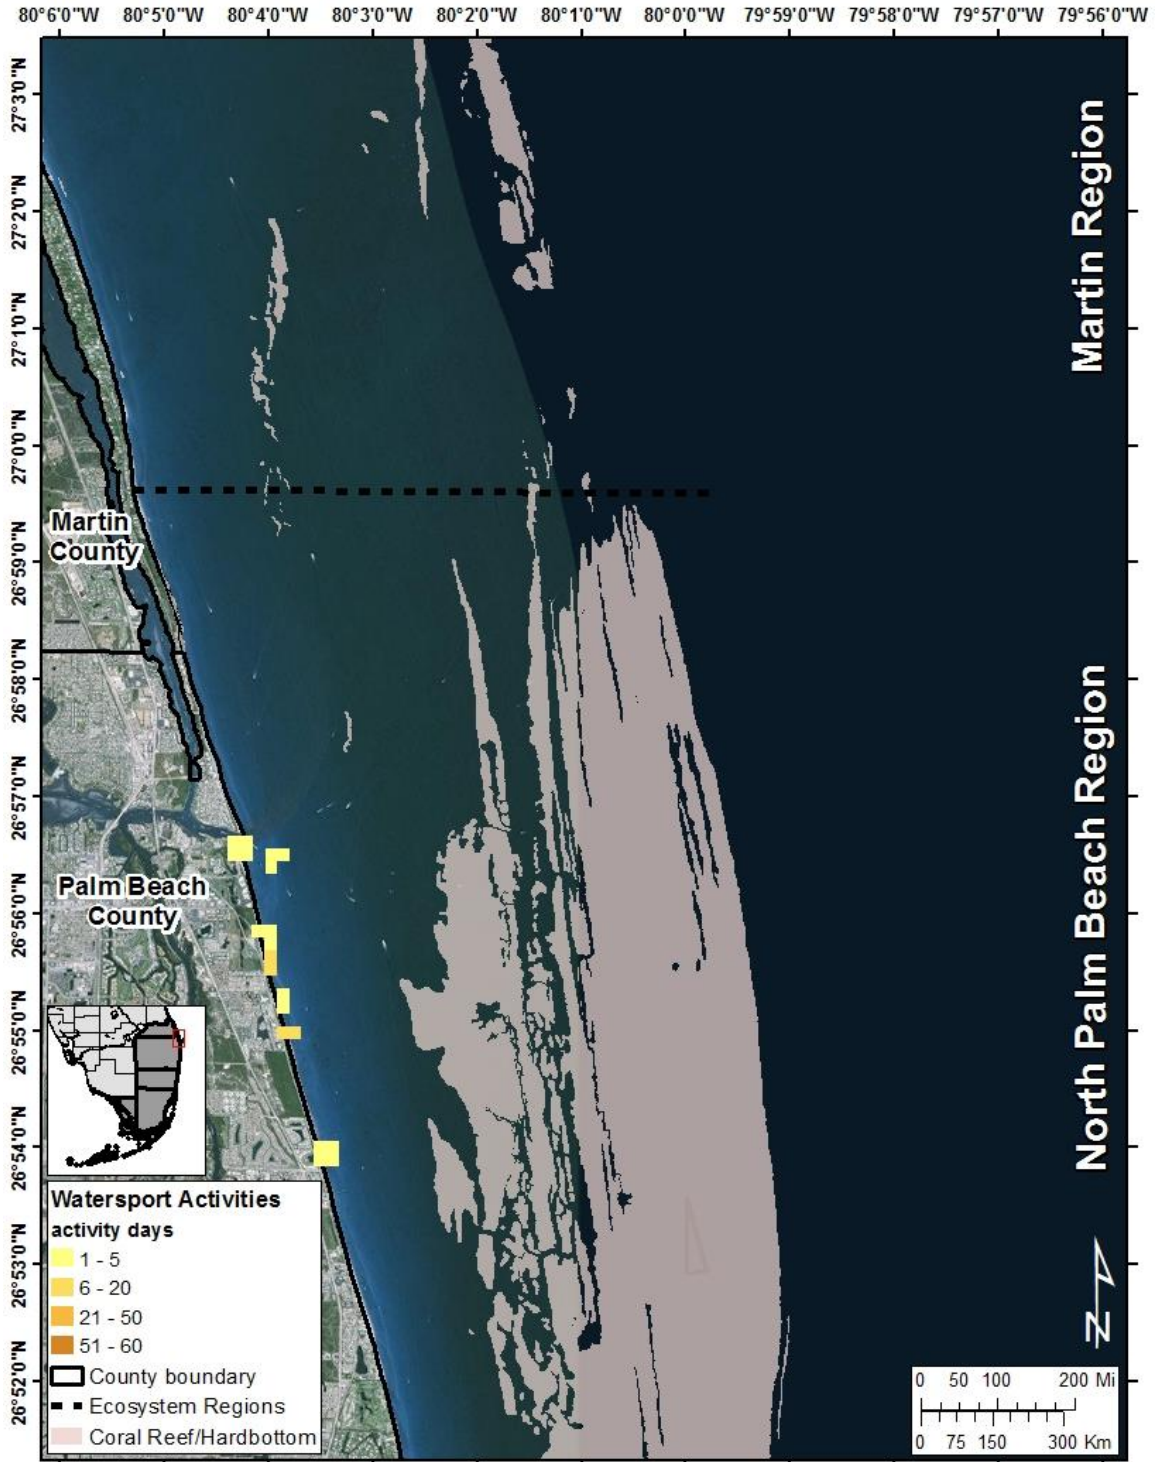 80°6'0"W 80°5'0"W 80°4'0"W 80°3'0"W 80°2'0"W 80°1'0"W 80°0'0"W 79°59'0"W 79°58'0"W 79°57'0"W 79°56'0"W
27°3'0"N
27°2'0"N
27°1'0"N
27°0'0"N
26°59'0"N
26°58'0"N
26°57'0"N
26°56'0"N
26°55'0"N
26°54'0"N
26°53'0"N
26°52'0"N
Martin Region
Martin
County
North Palm Beach Region
Palm Beach
County
Watersport Activities
activity days
1 - 5
6 - 20
21 - 50
51 - 60
County boundary
Ecosystem Regions
Coral Reef/Hardbottom
N
0 50 100 200 Mi
0 75 150 300 Km